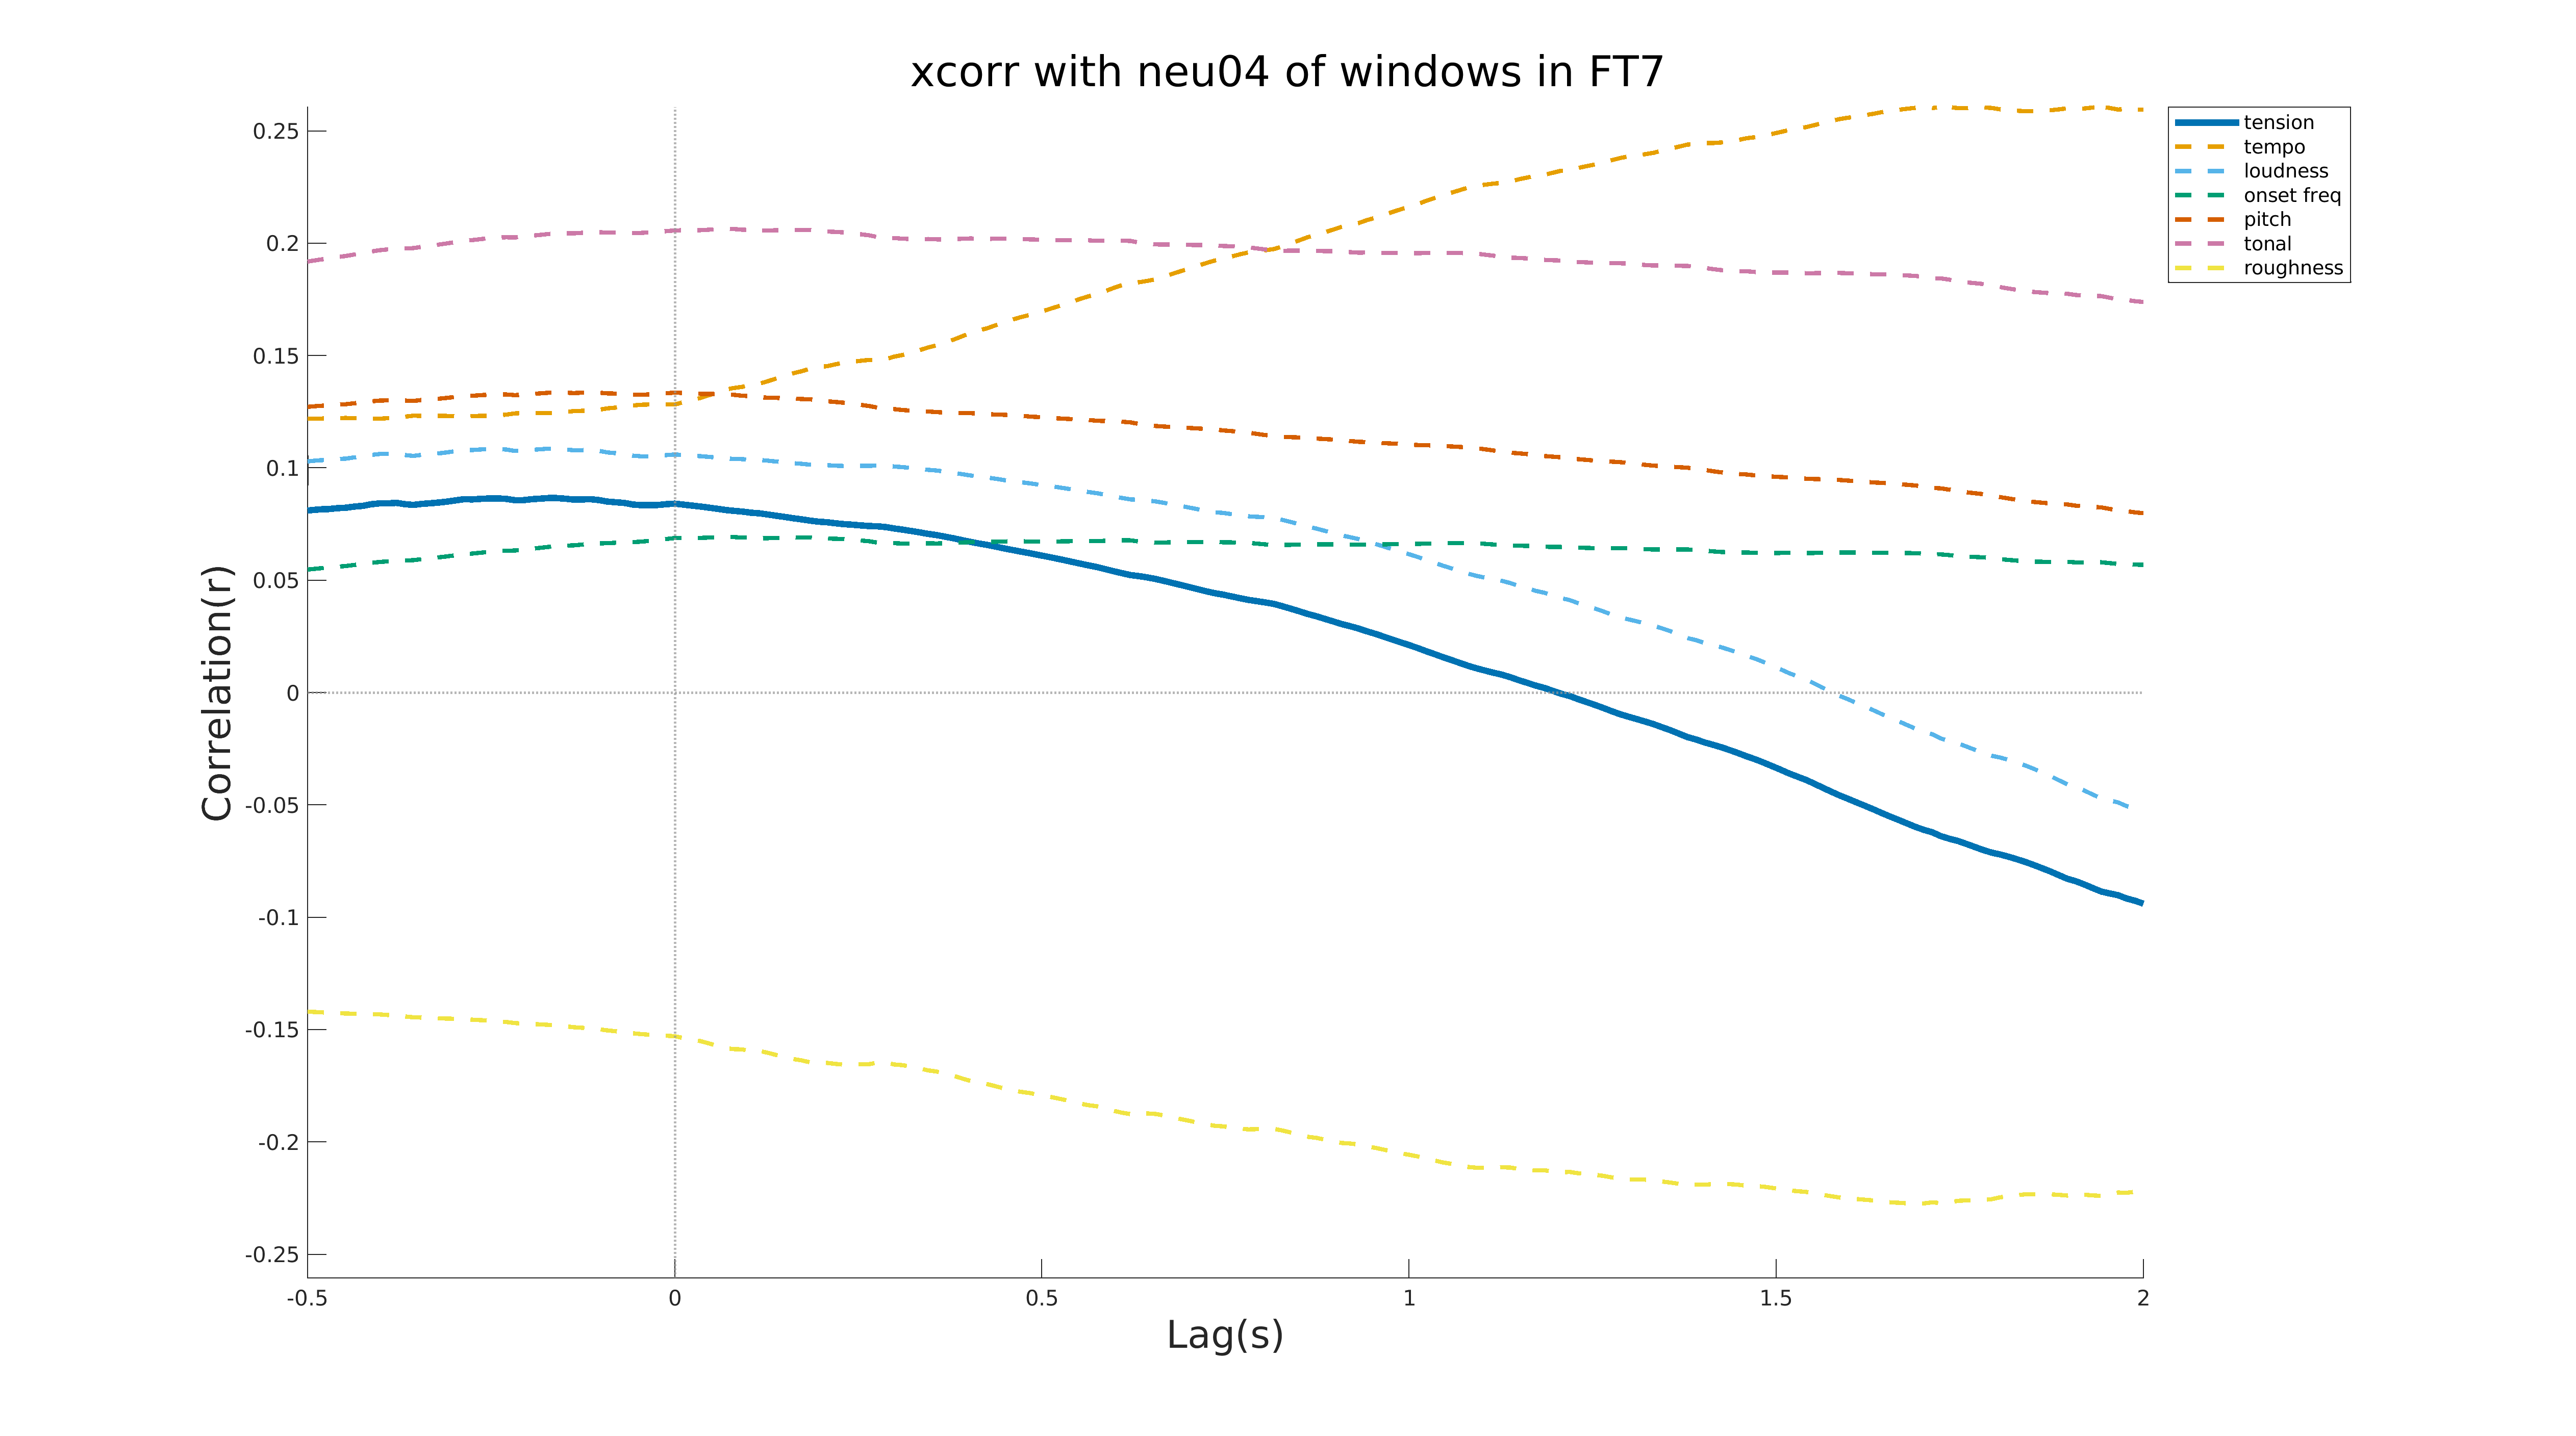 xcorr with neu04 of windows in FT7
tension
tempo
loudness
onset freq
pitch
tonal
roughness
Correlation(r)
0.25
0.2
0.15
0.1
0.05
0
-0.05
-0.1
-0.15
-0.2
-0.25
-0.5
0
0.5
1
1.5
2
Lag(s)